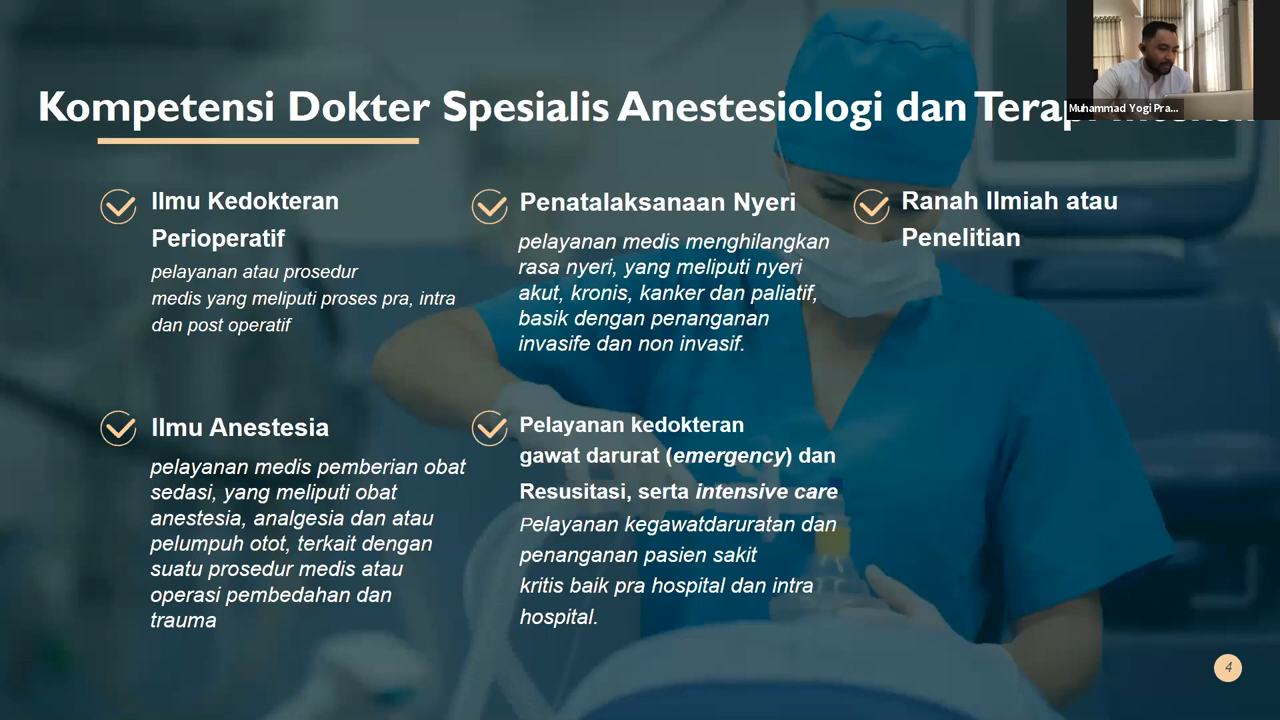 Kompetensi Dokter Spesialis Anestesiologi dan
Muhammad Yogi Pra...
Ilmu Kedokteran
Perioperatif
pelayanan atau prosedur
medis yang meliputi proses pra, intra
dan post operatif
Penatalaksanaan Nyeri
pelayanan medis menghilangkan
rasa nyeri, yang meliputi nyeri
akut, kronis, kanker dan paliatif,
basik dengan penanganan
invasife dan non invasif.
Ranah Ilmiah atau
Penelitian
Ilmu Anestesia
pelayanan medis pemberian obat
sedasi, yang meliputi obat
anestesia, analgesia dan atau
pelumpuh otot, terkait dengan
suatu prosedur medis atau
operasi pembedahan dan
trauma
Pelayanan kedokteran
gawat darurat (emergency) dan
Resusitasi, serta intensive care
Pelayanan kegawatdaruratan dan
penanganan pasien sakit
kritis baik pra hospital dan intra
hospital.
4